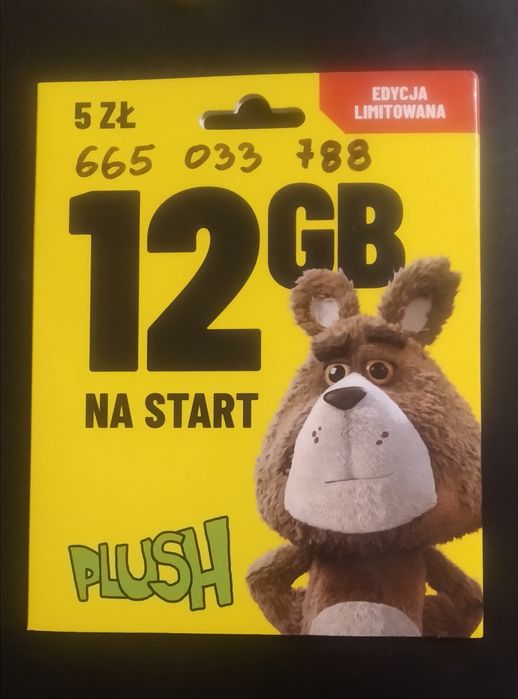 5 ZŁ
EDYCJA
LIMITOWANA
665 033 788
12GB
NA START
PLUSH